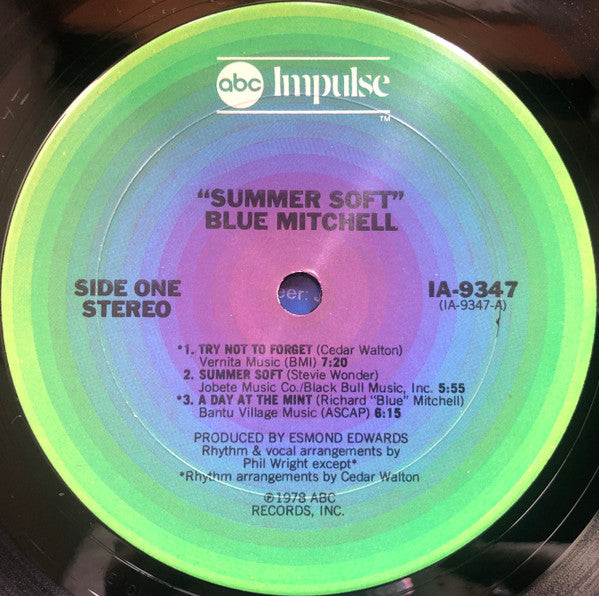 abc Impulse
TM
"SUMMER SOFT"
BLUE MITCHELL
SIDE ONE
STEREO
IA-9347
(IA-9347-A)
ger: J
*1. TRY NOT TO FORGET (Cedar Walton)
Vernita Music (BMI) 7:20
2. SUMMER SOFT (Stevie Wonder)
Jobete Music Co./Black Bull Music, Inc. 5:55
*3. A DAY AT THE MINT (Richard "Blue" Mitchell)
Bantu Village Music (ASCAP) 6:15
PRODUCED BY ESMOND EDWARDS
Rhythm & vocal arrangements by
Phil Wright except*
*Rhythm arrangements by Cedar Walton
℗1978 ABC
RECORDS, INC.